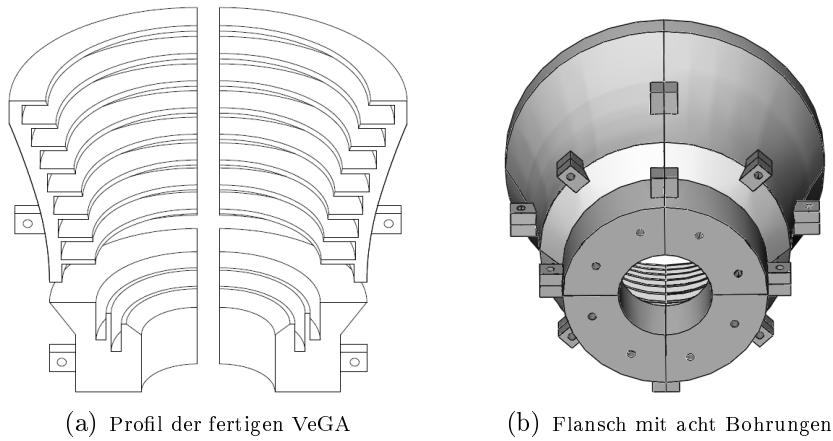 (a) Profil der fertigen VeGA
(b) Flansch mit acht Bohrungen